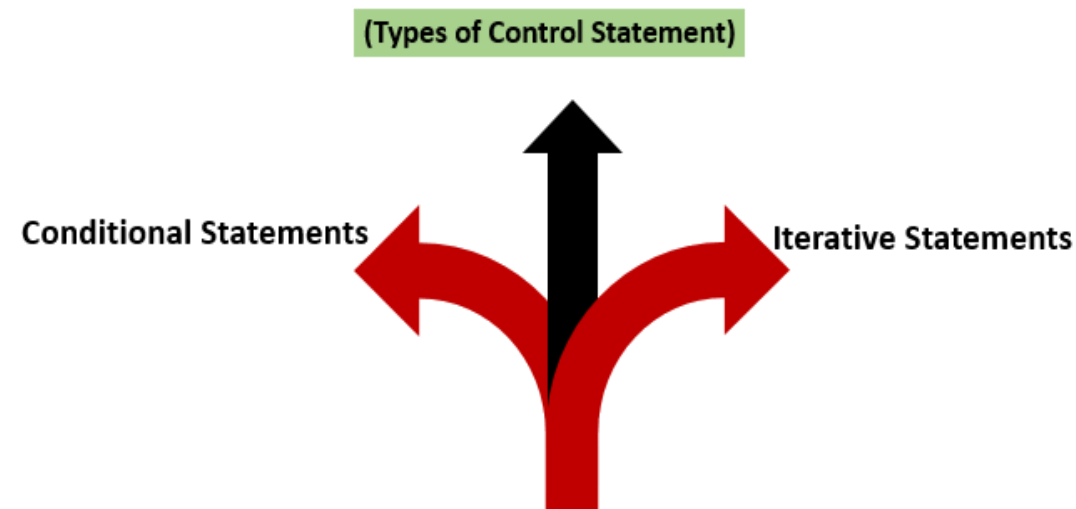 (Types of Control Statement)
Conditional Statements
Iterative Statements